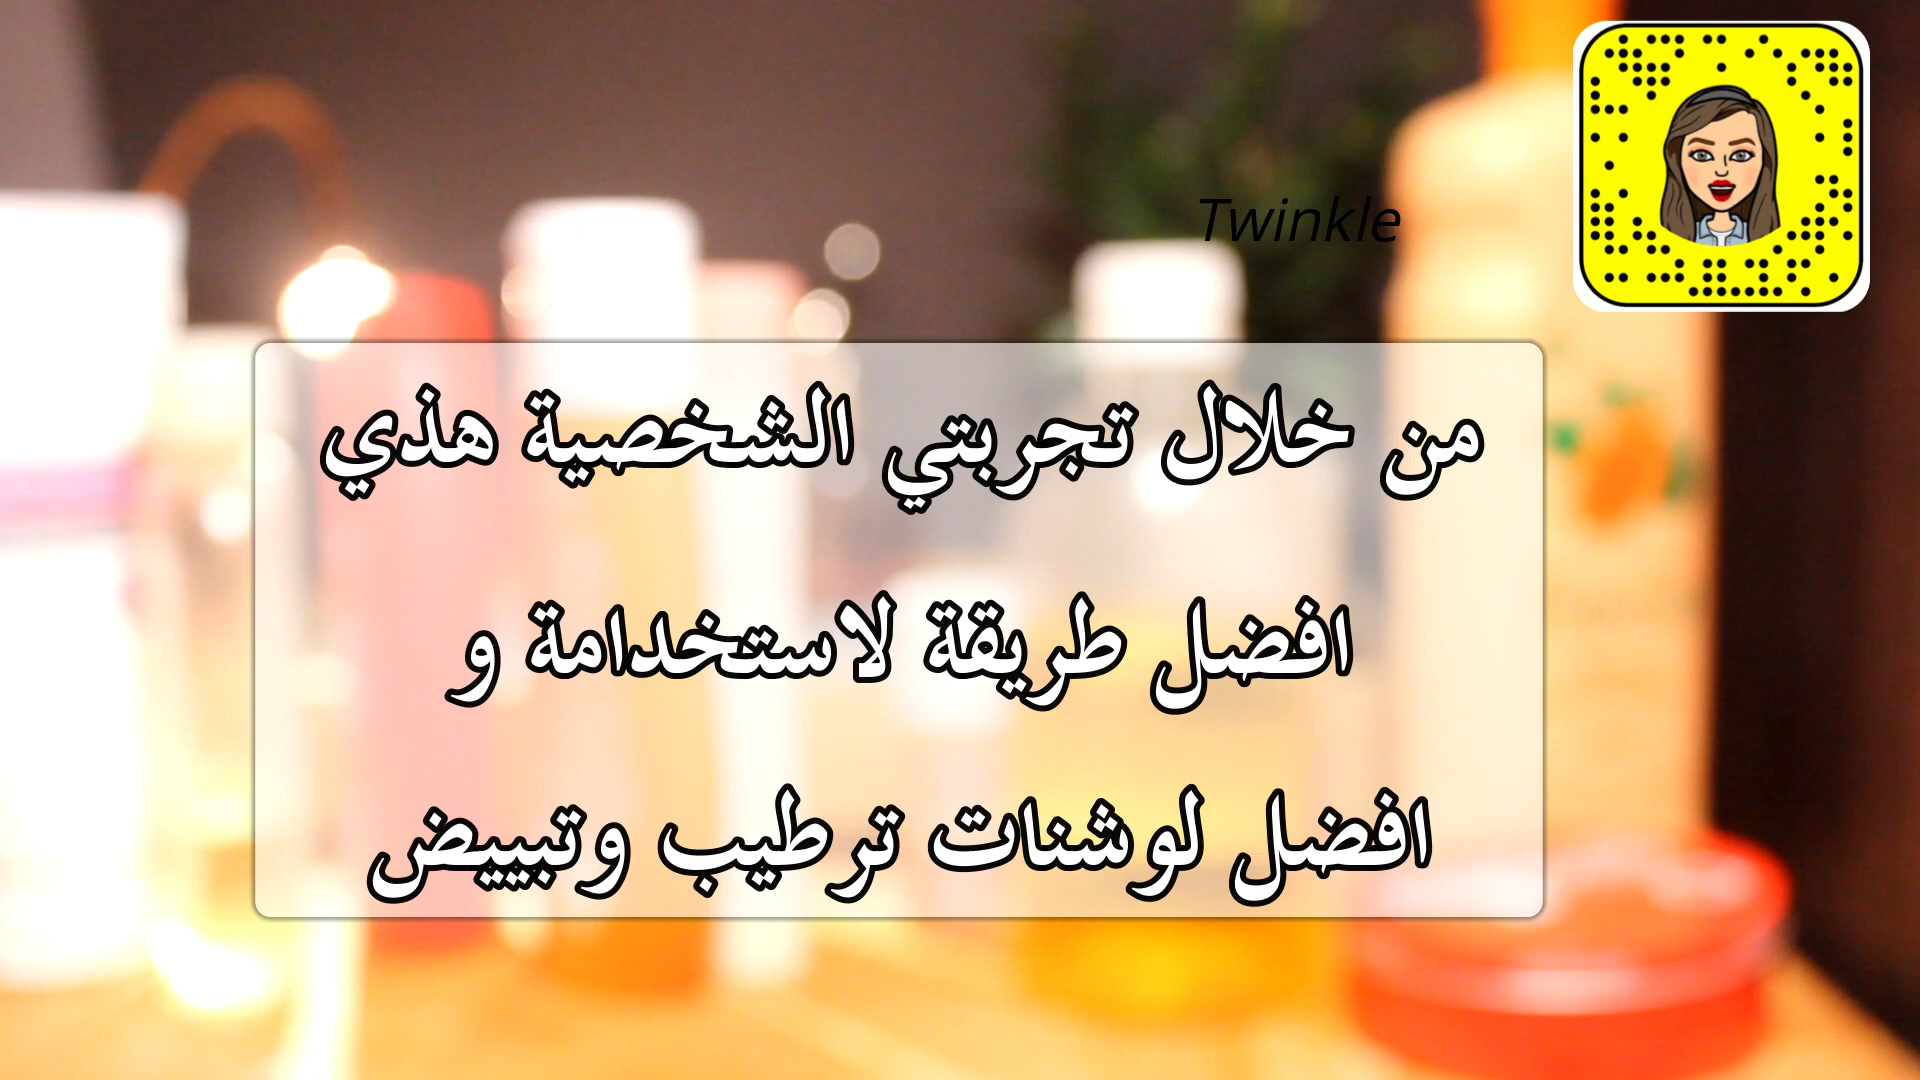 Twinkle
من خلال تجربتي الشخصية هذي
افضل طريقة لاستخدامة و
افضل لوشنات ترطيب وتبييض